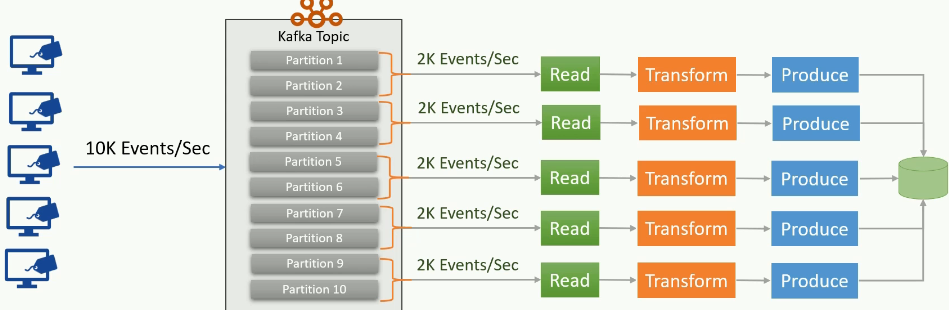 Kafka Topic
Partition 1
Partition 2
Partition 3
Partition 4
Partition 5
Partition 6
Partition 7
Partition 8
Partition 9
Partition 10
10K Events/Sec
2K Events/Sec
Read
Transform
Produce
2K Events/Sec
Read
Transform
Produce
2K Events/Sec
Read
Transform
Produce
2K Events/Sec
Read
Transform
Produce
2K Events/Sec
Read
Transform
Produce